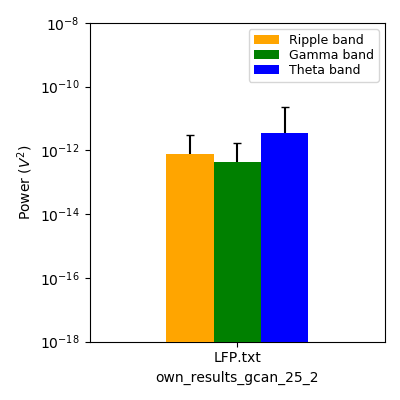 10⁻⁸
Ripple band
Gamma band
Theta band
10⁻¹⁰
10⁻¹²
Power (V²)
10⁻¹⁴
10⁻¹⁶
10⁻¹⁸
LFP.txt
own_results_gcan_25_2